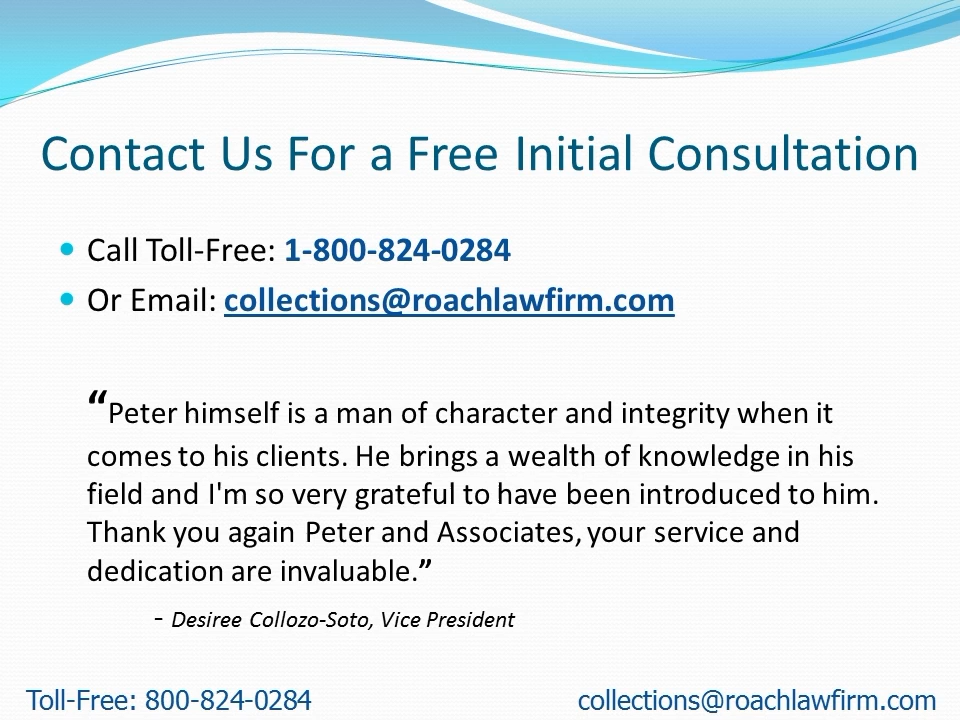 Contact Us For a Free Initial Consultation
• Call Toll-Free: 1-800-824-0284
• Or Email: collections@roachlawfirm.com
“Peter himself is a man of character and integrity when it
comes to his clients. He brings a wealth of knowledge in his
field and I'm so very grateful to have been introduced to him.
Thank you again Peter and Associates, your service and
dedication are invaluable.”
- Desiree Collozo-Soto, Vice President
Toll-Free: 800-824-0284
collections@roachlawfirm.com